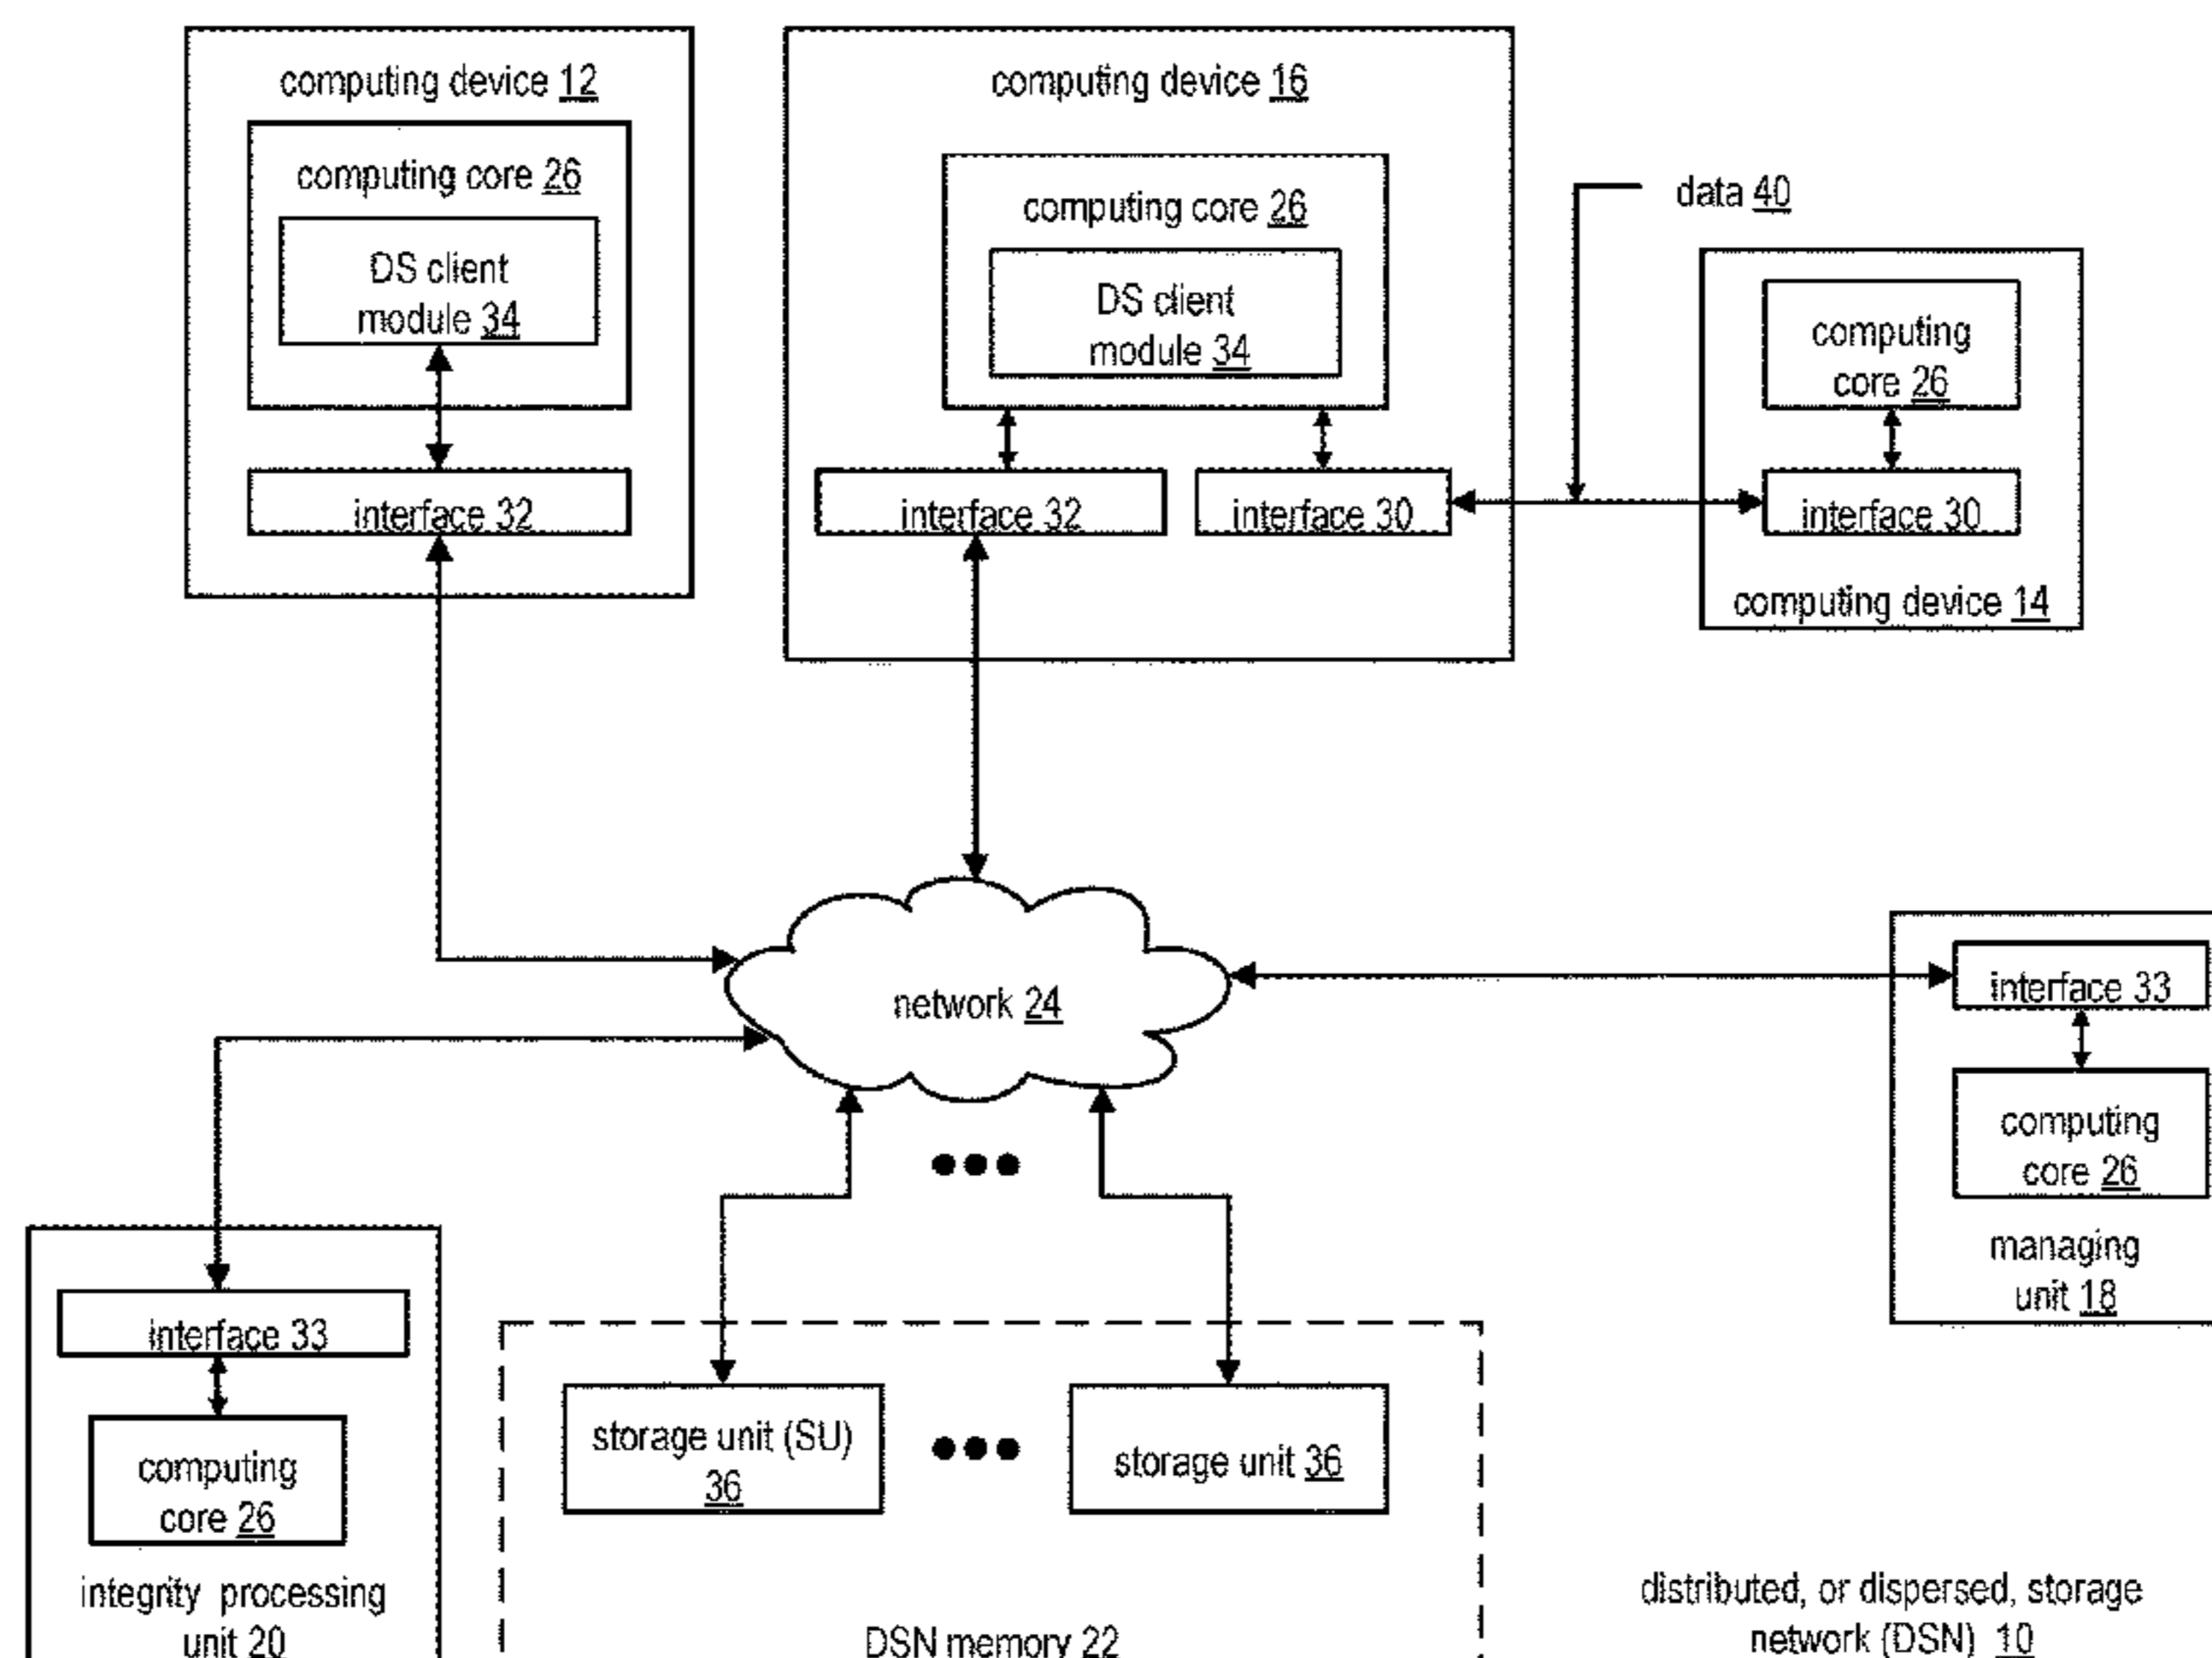 computing device 12
computing core 26
DS client
module 34
interface 32
computing device 16
computing core 26
DS client
module 34
interface 32
interface 30
data 40
computing
core 26
interface 30
computing device 14
network 24
interface 33
computing
core 26
managing
unit 18
interface 33
computing
core 26
integrity processing
unit 20
storage unit (SU)
36
storage unit 36
DSN memory 22
distributed, or dispersed, storage
network (DSN) 10